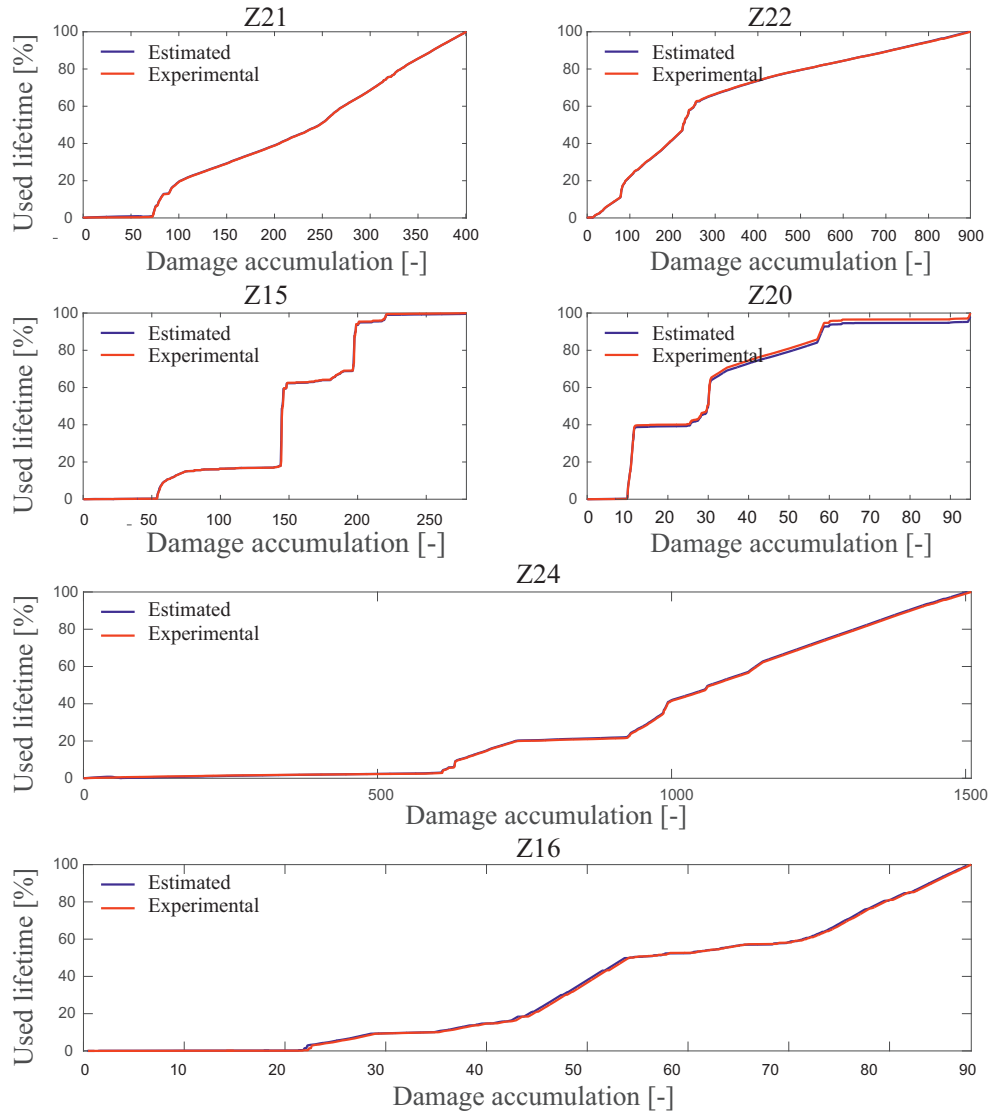 Z21
Z22
Used lifetime [%]
100
80
60
40
20
0
Estimated
Experimental
0 50 100 150 200 250 300 350 400
Damage accumulation [-]
Used lifetime [%]
100
80
60
40
20
0
Estimated
Experimental
0 100 200 300 400 500 600 700 800 900
Damage accumulation [-]
Z15
Z20
Used lifetime [%]
100
80
60
40
20
0
Estimated
Experimental
0 50 100 150 200 250
Damage accumulation [-]
Used lifetime [%]
100
80
60
40
20
0
Estimated
Experimental
0 10 20 30 40 50 60 70 80 90
Damage accumulation [-]
Z24
Used lifetime [%]
100
80
60
40
20
0
Estimated
Experimental
0 500 1000 1500
Damage accumulation [-]
Z16
Used lifetime [%]
100
80
60
40
20
0
Estimated
Experimental
0 10 20 30 40 50 60 70 80 90
Damage accumulation [-]